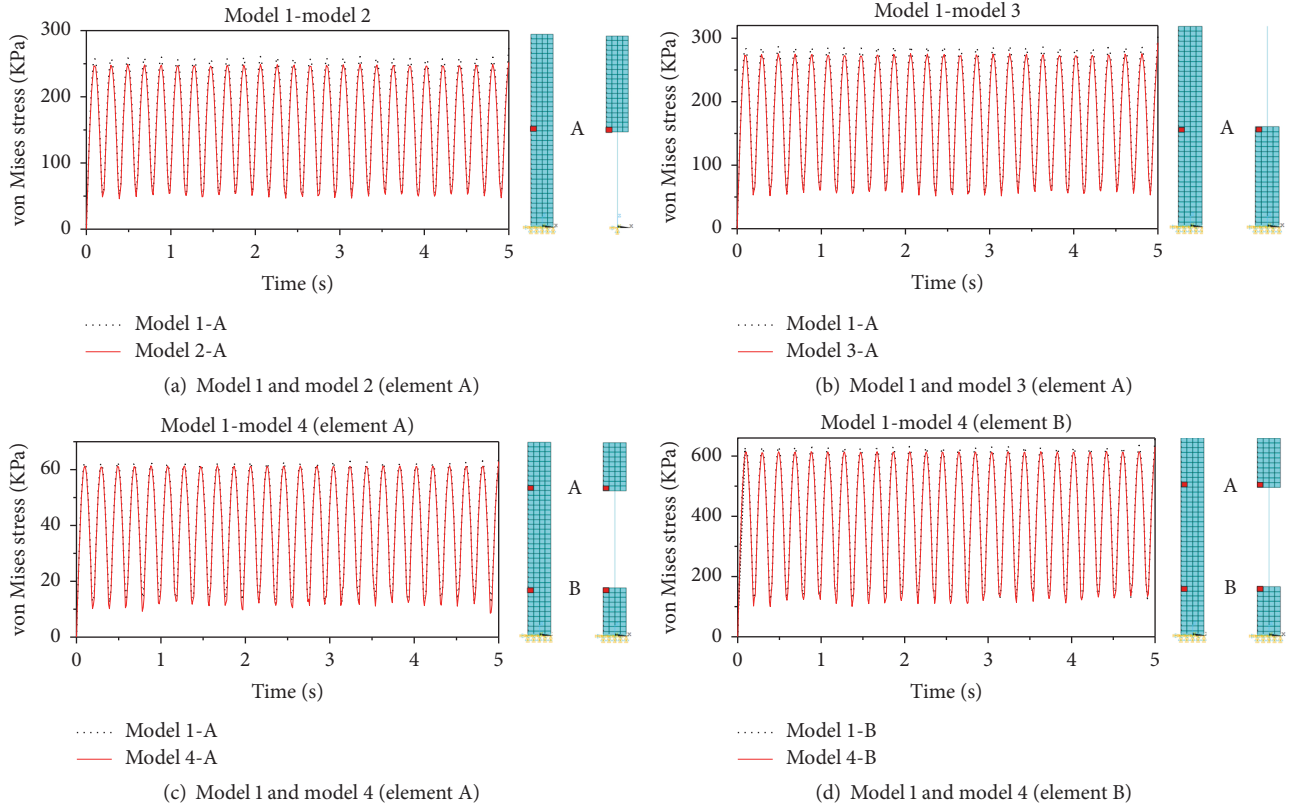 Model 1-model 2
von Mises stress (KPa)
300
200
100
0
0 1 2 3 4 5
Time (s)
A
Model 1-A
Model 2-A
(a) Model 1 and model 2 (element A)
Model 1-model 3
von Mises stress (KPa)
300
200
100
0
0 1 2 3 4 5
Time (s)
A
Model 1-A
Model 3-A
(b) Model 1 and model 3 (element A)
Model 1-model 4 (element A)
von Mises stress (KPa)
60
40
20
0
0 1 2 3 4 5
Time (s)
A
B
Model 1-A
Model 4-A
(c) Model 1 and model 4 (element A)
Model 1-model 4 (element B)
von Mises stress (KPa)
600
400
200
0
0 1 2 3 4 5
Time (s)
A
B
Model 1-B
Model 4-B
(d) Model 1 and model 4 (element B)